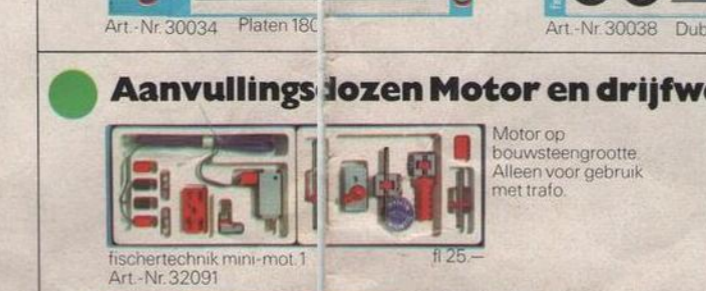 Art.-Nr. 30034 Platen 180
Art.-Nr. 30038 Dub
Aanvullingsdozen Motor en drijfwe
Motor op
bouwsteengrootte.
Alleen voor gebruik
met trafo.
fischertechnik mini-mot. 1
Art.-Nr. 32091
fl 25.—